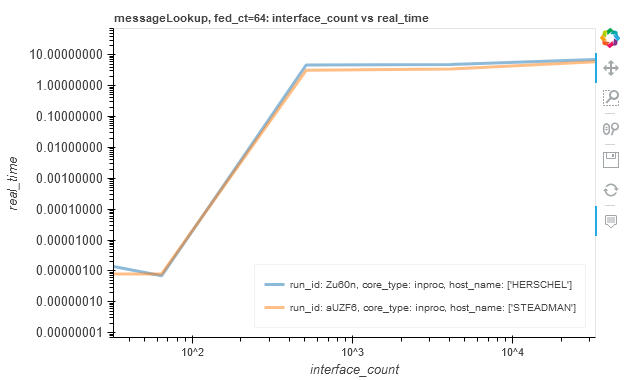 messageLookup, fed_ct=64: interface_count vs real_time
real_time
10.00000000
1.00000000
0.10000000
0.01000000
0.00100000
0.00010000
0.00001000
0.00000100
0.00000010
0.00000001
run_id: Zu60n, core_type: inproc, host_name: ['HERSCHEL']
run_id: aUZF6, core_type: inproc, host_name: ['STEADMAN']
10^2 10^3 10^4
interface_count